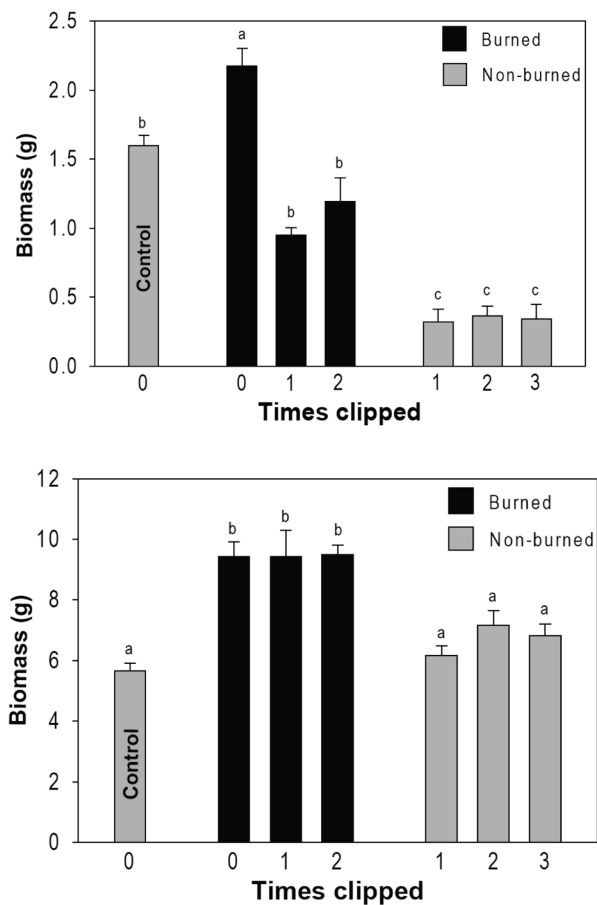 2.5
2.0
1.5
1.0
0.5
0.0
Biomass (g)
Burned
Non-burned
b
a
b
b
c
c
c
Control
0
0
1
2
1
2
3
Times clipped
12
10
8
6
4
2
0
Biomass (g)
Burned
Non-burned
a
b
b
b
a
a
a
Control
0
0
1
2
1
2
3
Times clipped